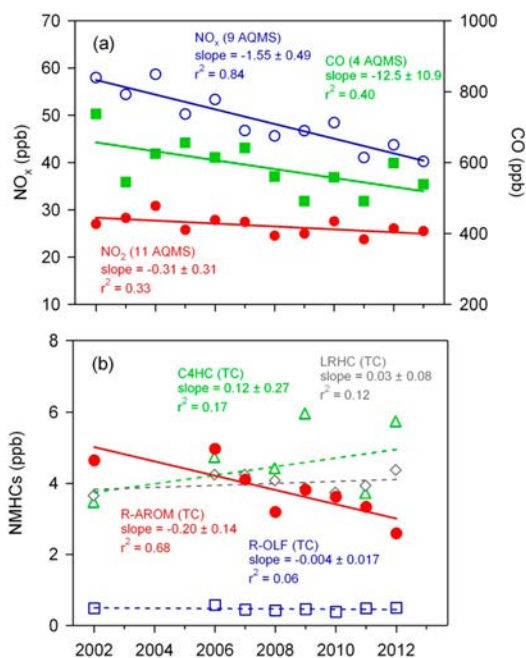 (a)
NOx (9 AQMS)
slope = -1.55 ± 0.49
r² = 0.84
CO (4 AQMS)
slope = -12.5 ± 10.9
r² = 0.40
NO₂ (11 AQMS)
slope = -0.31 ± 0.31
r² = 0.33
NOx (ppb)
70
60
50
40
30
20
10
CO (ppb)
1000
800
600
400
200
(b)
C4HC (TC)
slope = 0.12 ± 0.27
r² = 0.17
LRHC (TC)
slope = 0.03 ± 0.08
r² = 0.12
R-AROM (TC)
slope = -0.20 ± 0.14
r² = 0.68
R-OLF (TC)
slope = -0.004 ± 0.017
r² = 0.06
NMHCs (ppb)
8
6
4
2
0
2002 2004 2006 2008 2010 2012